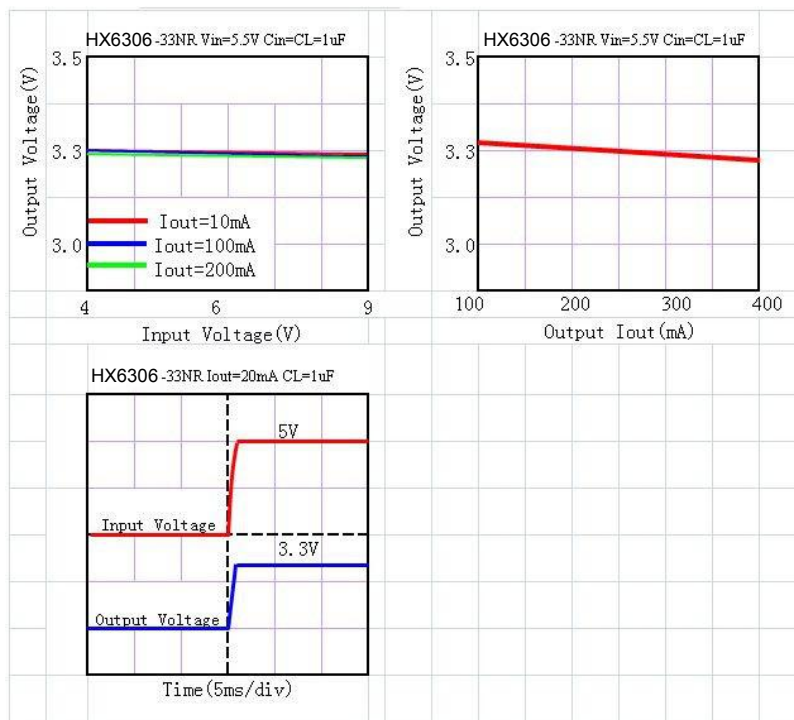 HX6306 -33NR Vin=5.5V Cin=CL=1uF
Output Voltage(V)
3.5
3.3
3.0
Iout=10mA
Iout=100mA
Iout=200mA
4 6 9
Input Voltage(V)
HX6306 -33NR Vin=5.5V Cin=CL=1uF
Output Voltage(V)
3.5
3.3
3.0
100 200 300 400
Output Iout(mA)
HX6306 -33NR Iout=20mA CL=1uF
5V
Input Voltage
3.3V
Output Voltage
Time(5ms/div)